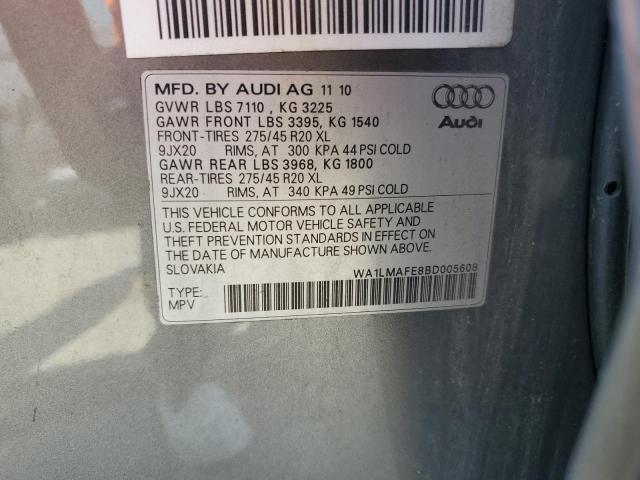 MFD. BY AUDI AG 11 10
GVWR LBS 7110 , KG 3225
GAWR FRONT LBS 3395, KG 1540
FRONT-TIRES 275/45 R20 XL
9JX20 RIMS, AT 300 KPA 44 PSI COLD
GAWR REAR LBS 3968, KG 1800
REAR-TIRES 275/45 R20 XL
9JX20 RIMS, AT 340 KPA 49 PSI COLD
Audi
THIS VEHICLE CONFORMS TO ALL APPLICABLE
U.S. FEDERAL MOTOR VEHICLE SAFETY AND
THEFT PREVENTION STANDARDS IN EFFECT ON
THE DATE OF MANUFACTURE SHOWN ABOVE.
SLOVAKIA
WA1LMAFE8BD005608
TYPE:
MPV